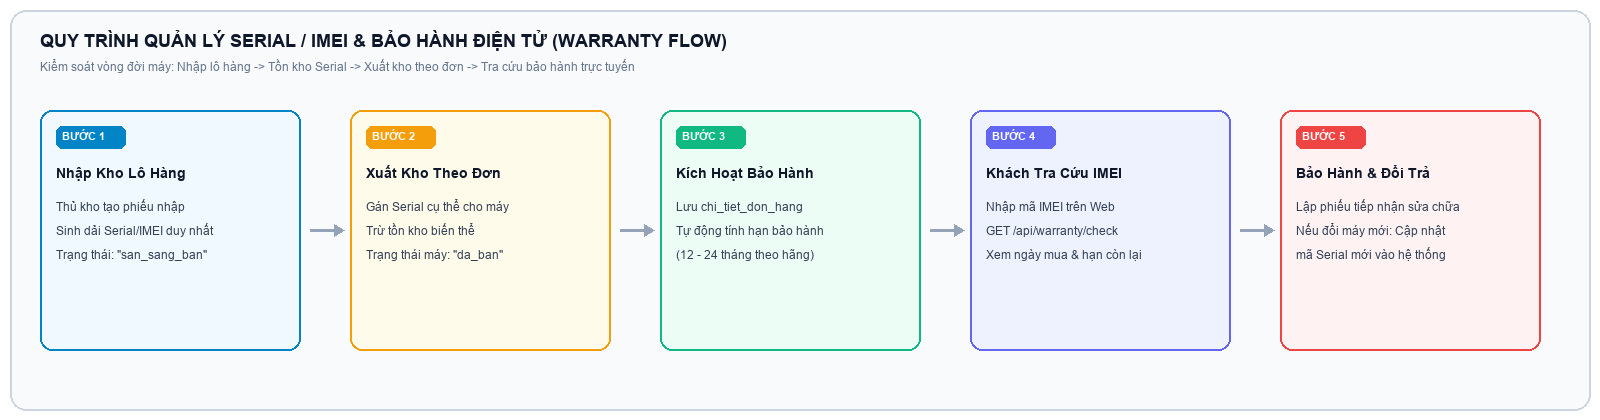 QUY TRÌNH QUẢN LÝ SERIAL / IMEI & BẢO HÀNH ĐIỆN TỬ (WARRANTY FLOW)
Kiểm soát vòng đời máy: Nhập lô hàng -> Tồn kho Serial -> Xuất kho theo đơn -> Tra cứu bảo hành trực tuyến
BƯỚC 1
Nhập Kho Lô Hàng
Thủ kho tạo phiếu nhập
Sinh dải Serial/IMEI duy nhất
Trạng thái: "san_sang_ban"
BƯỚC 2
Xuất Kho Theo Đơn
Gán Serial cụ thể cho máy
Trừ tồn kho biến thể
Trạng thái máy: "da_ban"
BƯỚC 3
Kích Hoạt Bảo Hành
Lưu chi_tiet_don_hang
Tự động tính hạn bảo hành
(12 - 24 tháng theo hãng)
BƯỚC 4
Khách Tra Cứu IMEI
Nhập mã IMEI trên Web
GET /api/warranty/check
Xem ngày mua & hạn còn lại
BƯỚC 5
Bảo Hành & Đổi Trả
Lập phiếu tiếp nhận sửa chữa
Nếu đổi máy mới: Cập nhật
mã Serial mới vào hệ thống